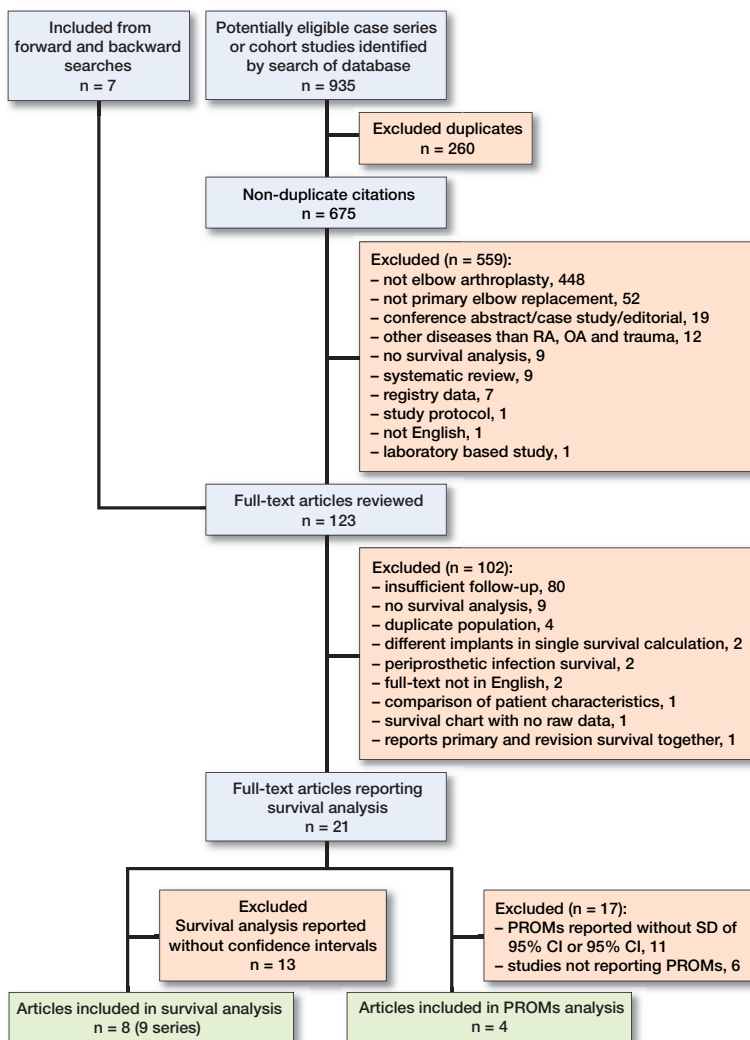 Included from
forward and backward
searches
n = 7
Potentially eligible case series
or cohort studies identified
by search of database
n = 935
Excluded duplicates
n = 260
Non-duplicate citations
n = 675
Excluded (n = 559):
– not elbow arthroplasty, 448
– not primary elbow replacement, 52
– conference abstract/case study/editorial, 19
– other diseases than RA, OA and trauma, 12
– no survival analysis, 9
– systematic review, 9
– registry data, 7
– study protocol, 1
– not English, 1
– laboratory based study, 1
Full-text articles reviewed
n = 123
Excluded (n = 102):
– insufficient follow-up, 80
– no survival analysis, 9
– duplicate population, 4
– different implants in single survival calculation, 2
– periprosthetic infection survival, 2
– full-text not in English, 2
– comparison of patient characteristics, 1
– survival chart with no raw data, 1
– reports primary and revision survival together, 1
Full-text articles reporting
survival analysis
n = 21
Excluded
Survival analysis reported
without confidence intervals
n = 13
Excluded (n = 17):
– PROMs reported without SD of
95% CI or 95% CI, 11
– studies not reporting PROMs, 6
Articles included in survival analysis
n = 8 (9 series)
Articles included in PROMs analysis
n = 4